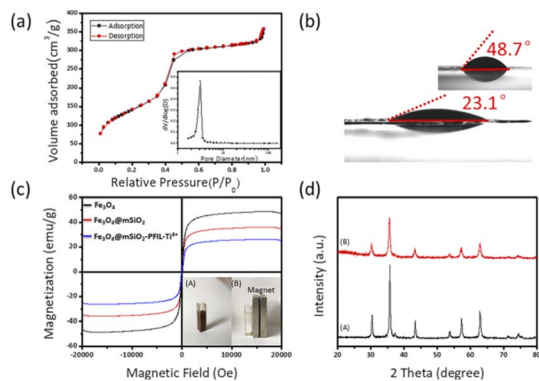 (a)
Adsorption
Desorption
Volume adsorbed(cm³/g)
400
350
300
250
200
150
100
50
0
0.0 0.2 0.4 0.6 0.8 1.0
Relative Pressure(P/P₀)
dV/dlog(D)
Pore Diameter(nm)
(b)
48.7°
23.1°
(c)
Fe₃O₄
Fe₃O₄@mSiO₂
Fe₃O₄@mSiO₂-PFIL-Ti⁴⁺
Magnetization (emu/g)
60
40
20
0
-20
-40
-60
(A)
(B)
Magnet
-20000 -10000 0 10000 20000
Magnetic Field (Oe)
(d)
Intensity (a.u.)
(B)
(A)
20 30 40 50 60 70 80
2 Theta (degree)